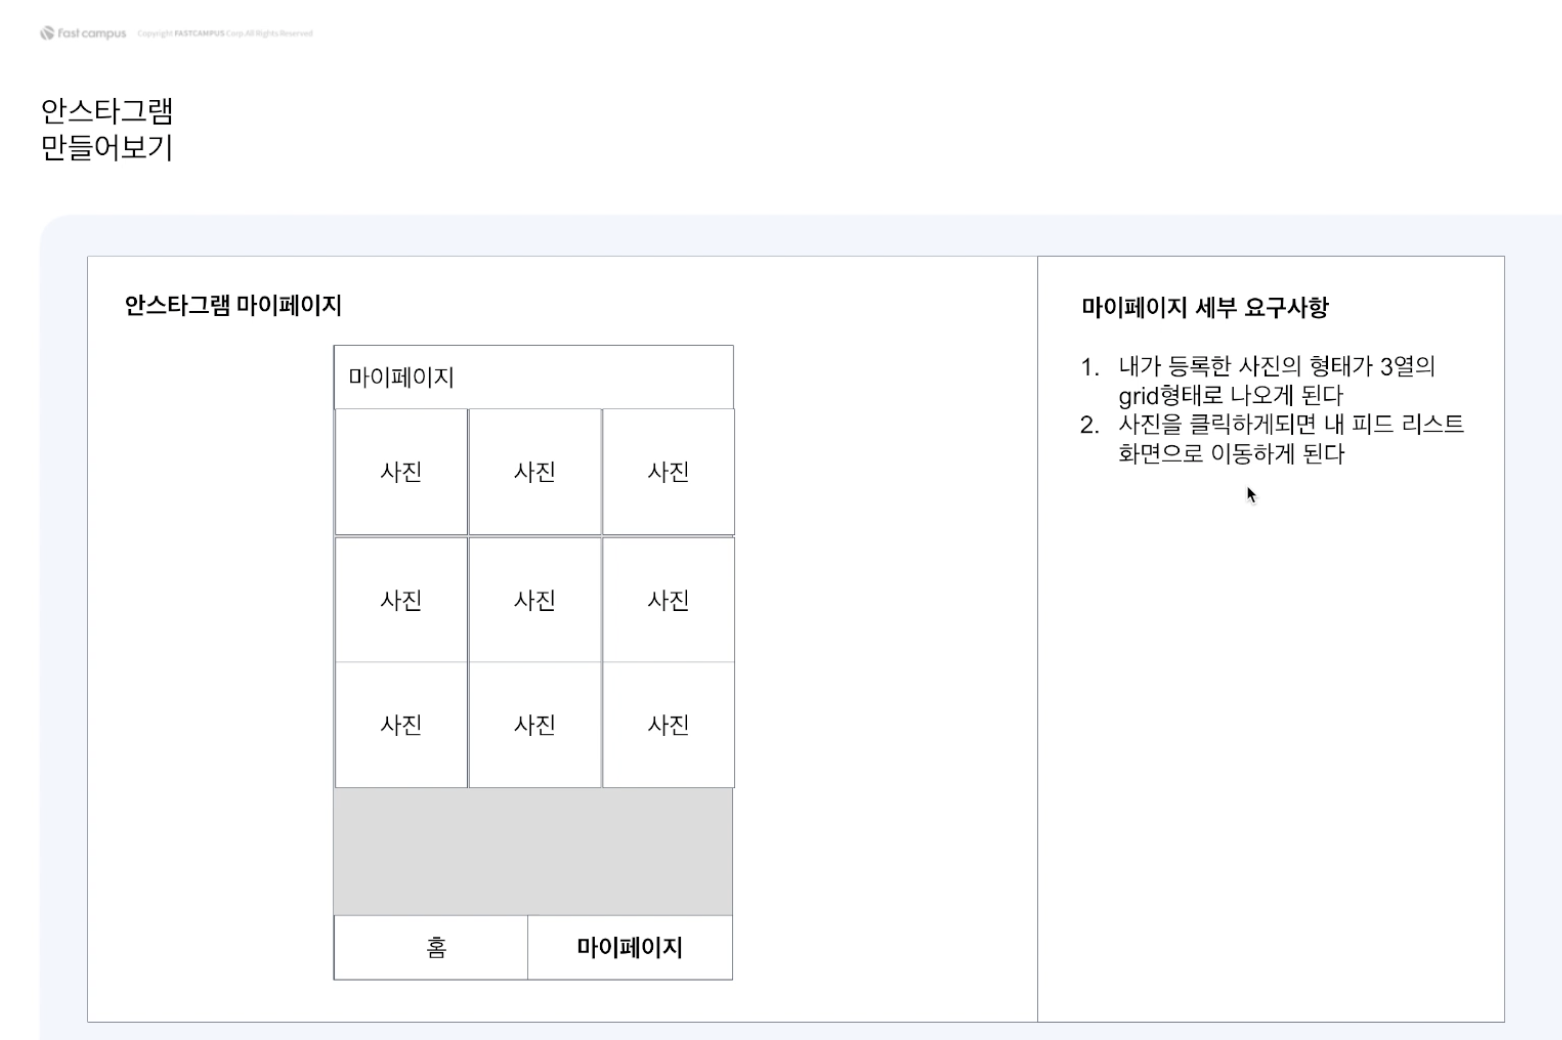 Fast campus Copyright FASTCAMPUS Corp. All Rights Reserved
안스타그램
만들어보기
안스타그램 마이페이지
마이페이지
사진 사진 사진
사진 사진 사진
사진 사진 사진
홈 마이페이지
마이페이지 세부 요구사항
1. 내가 등록한 사진의 형태가 3열의
grid형태로 나오게 된다
2. 사진을 클릭하게되면 내 피드 리스트
화면으로 이동하게 된다